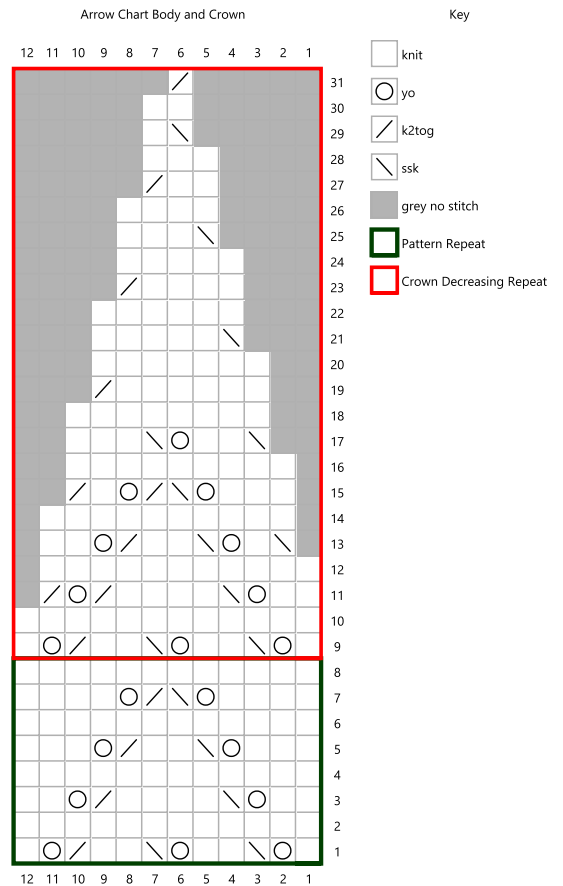 Arrow Chart Body and Crown
Key
12 11 10 9 8 7 6 5 4 3 2 1
31
30
29
28
27
26
25
24
23
22
21
20
19
18
17
16
15
14
13
12
11
10
9
8
7
6
5
4
3
2
1
12 11 10 9 8 7 6 5 4 3 2 1
knit
yo
k2tog
ssk
grey no stitch
Pattern Repeat
Crown Decreasing Repeat